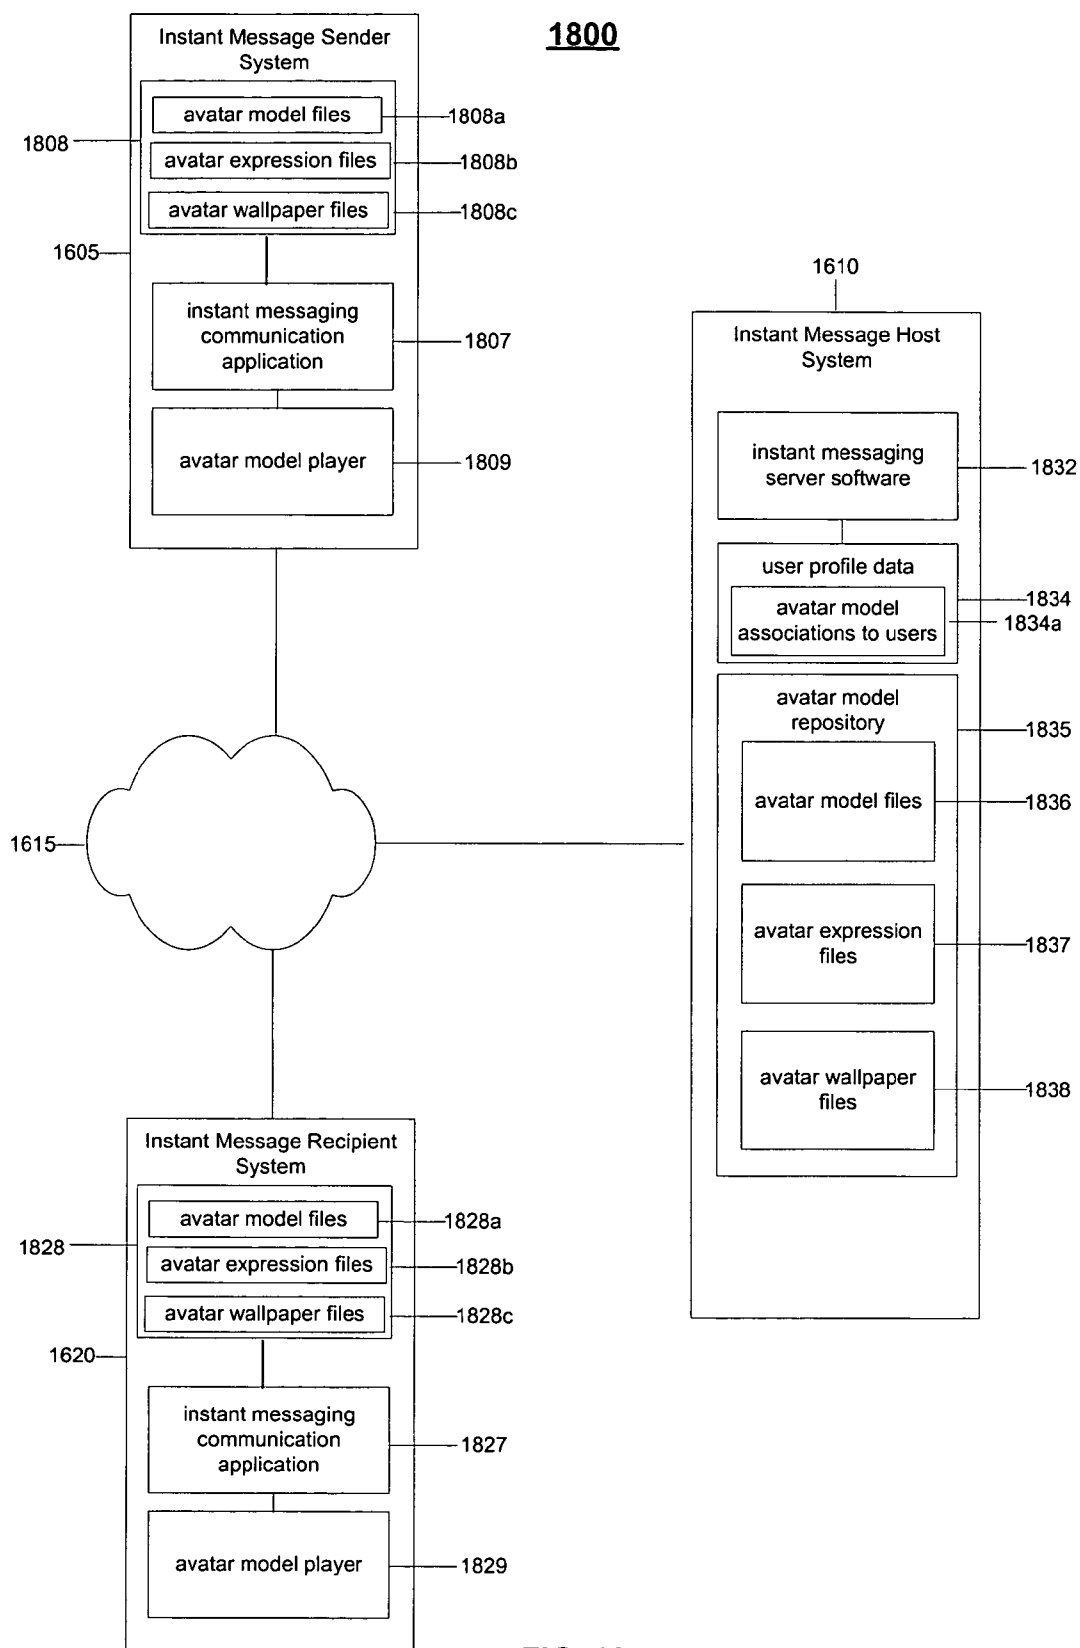 1800
Instant Message Sender
System
avatar model files
1808a
1808
avatar expression files
1808b
avatar wallpaper files
1808c
1605
instant messaging
communication
application
1807
avatar model player
1809
1610
Instant Message Host
System
instant messaging
server software
1832
user profile data
1834
avatar model
associations to users
1834a
avatar model
repository
1835
avatar model files
1836
avatar expression
files
1837
avatar wallpaper
files
1838
1615
Instant Message Recipient
System
avatar model files
1828a
1828
avatar expression files
1828b
avatar wallpaper files
1828c
1620
instant messaging
communication
application
1827
avatar model player
1829